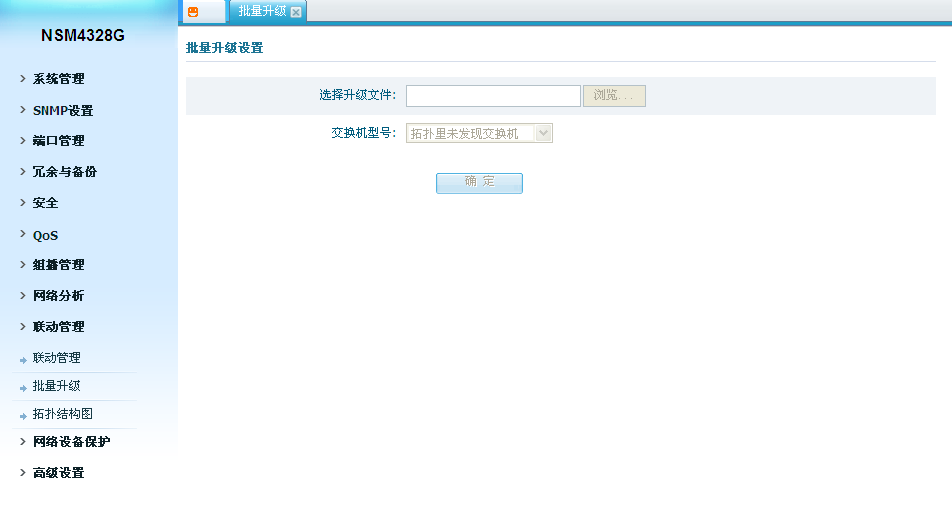 NSM4328G
系统管理
SNMP设置
端口管理
冗余与备份
安全
QoS
组播管理
网络分析
联动管理
联动管理
批量升级
拓扑结构图
网络设备保护
高级设置
批量升级
批量升级设置
选择升级文件：
浏览...
交换机型号：
拓扑里未发现交换机
确 定